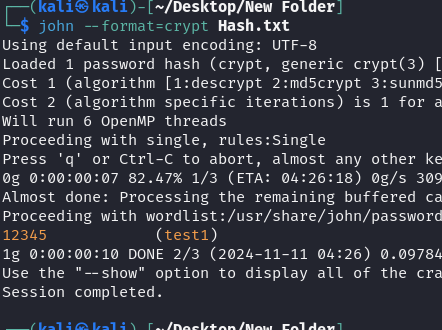 ┌──(kali㉿kali)-[~/Desktop/New Folder]
└─$ john --format=crypt Hash.txt
Using default input encoding: UTF-8
Loaded 1 password hash (crypt, generic crypt(3) [
Cost 1 (algorithm [1:descrypt 2:md5crypt 3:sunmd5
Cost 2 (algorithm specific iterations) is 1 for a
Will run 6 OpenMP threads
Proceeding with single, rules:Single
Press 'q' or Ctrl-C to abort, almost any other ke
0g 0:00:00:07 82.47% 1/3 (ETA: 04:26:18) 0g/s 309
Almost done: Processing the remaining buffered ca
Proceeding with wordlist:/usr/share/john/password
12345            (test1)
1g 0:00:00:10 DONE 2/3 (2024-11-11 04:26) 0.09784
Use the "--show" option to display all of the cra
Session completed.
┌──(kali㉿kali)-[~/Desktop/New Folder]